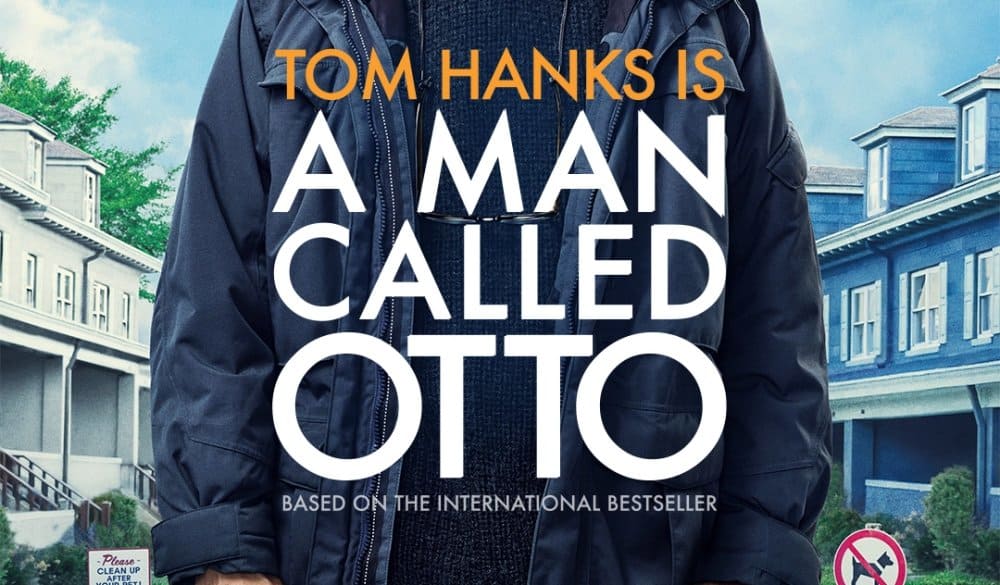 TOM HANKS IS
A MAN
CALLED
OTTO
BASED ON THE INTERNATIONAL BESTSELLER
Please
CLEAN UP
AFTER
YOUR PET!